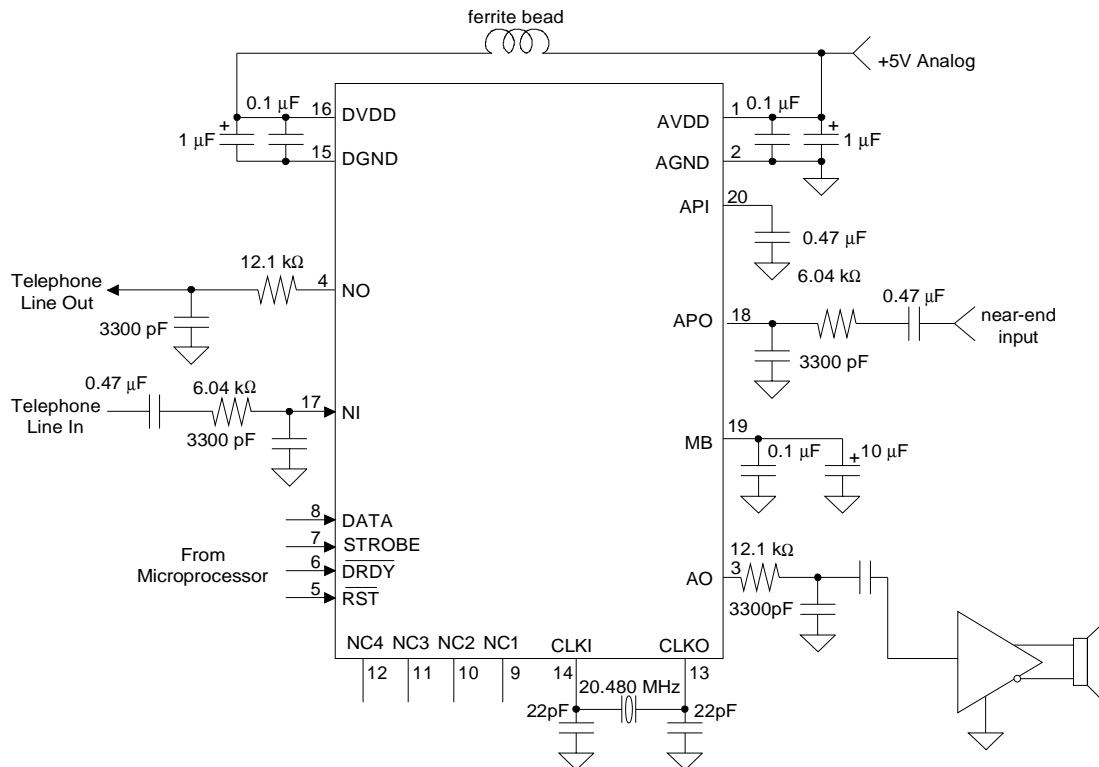 ferrite bead
+5V Analog
0.1 μF
16
DVDD
1 μF
+
15
DGND
1
0.1 μF
AVDD
+
1 μF
2
AGND
20
API
0.47 μF
12.1 kΩ
Telephone
Line Out
4
NO
3300 pF
6.04 kΩ
0.47 μF
18
APO
near-end
input
3300 pF
0.47 μF
6.04 kΩ
Telephone
Line In
17
NI
3300 pF
19
MB
0.1 μF
+
10 μF
8
DATA
7
STROBE
From
Microprocessor
6
DRDY
5
RST
12.1 kΩ
3
AO
3300pF
NC4 NC3 NC2 NC1 CLKI CLKO
12 11 10 9 14 13
20.480 MHz
22pF
22pF